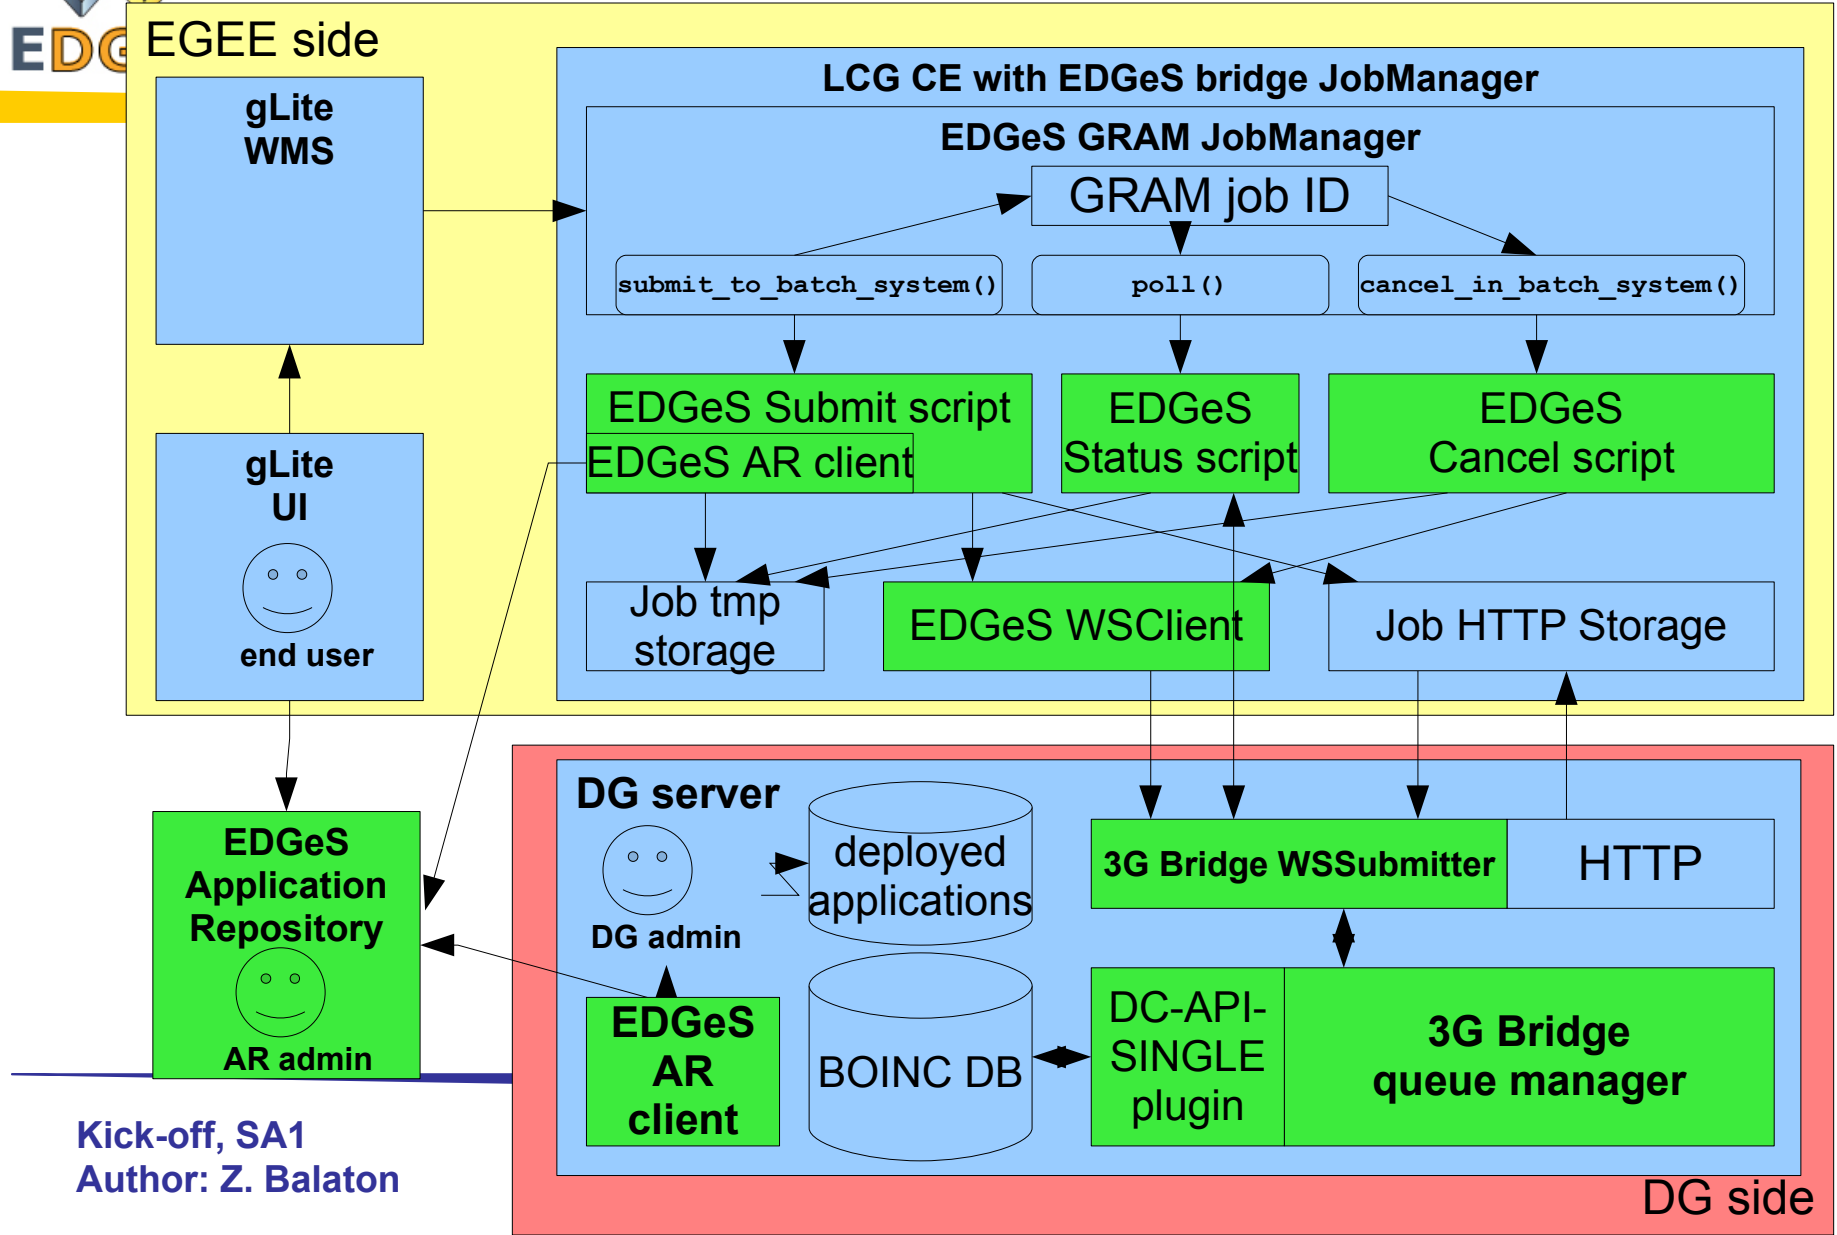 EDG
EGEE side
gLite
WMS
LCG CE with EDGeS bridge JobManager
EDGeS GRAM JobManager
GRAM job ID
submit_to_batch_system()
poll()
cancel_in_batch_system()
EDGeS Submit script
EDGeS AR client
EDGeS
Status script
EDGeS
Cancel script
gLite
UI
end user
Job tmp
storage
EDGeS WSClient
Job HTTP Storage
DG server
DG admin
deployed
applications
3G Bridge WSSubmitter
HTTP
EDGeS
Application
Repository
AR admin
EDGeS
AR
client
BOINC DB
DC-API-
SINGLE
plugin
3G Bridge
queue manager
DG side
Kick-off, SA1
Author: Z. Balaton